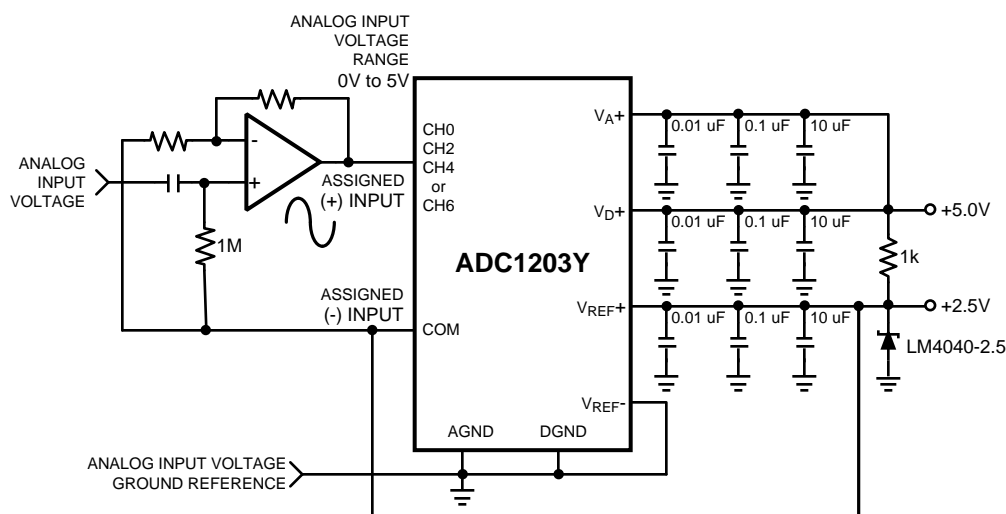 ANALOG INPUT
VOLTAGE
RANGE
0V to 5V
CH0
CH2
CH4
or
CH6
-
+
ANALOG
INPUT
VOLTAGE
ASSIGNED
(+) INPUT
1M
ASSIGNED
(-) INPUT
COM
ADC1203Y
VA+
0.01 uF
0.1 uF
10 uF
VD+
0.01 uF
0.1 uF
10 uF
+5.0V
1k
VREF+
0.01 uF
0.1 uF
10 uF
+2.5V
LM4040-2.5
VREF-
AGND
DGND
ANALOG INPUT VOLTAGE
GROUND REFERENCE